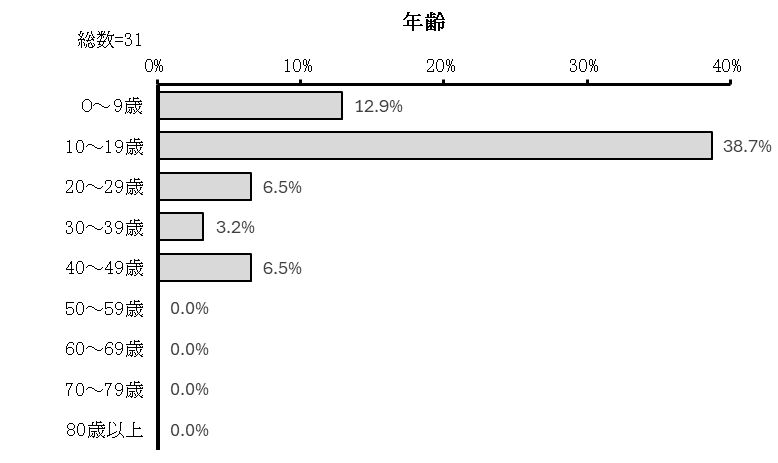 年齢
総数=31
0% 10% 20% 30% 40%
0～9歳 12.9%
10～19歳 38.7%
20～29歳 6.5%
30～39歳 3.2%
40～49歳 6.5%
50～59歳 0.0%
60～69歳 0.0%
70～79歳 0.0%
80歳以上 0.0%